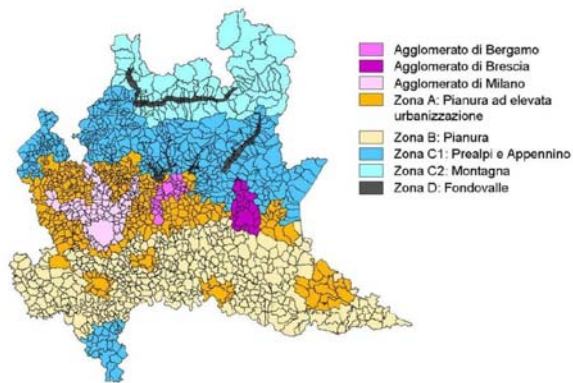 Agglomerato di Bergamo
Agglomerato di Brescia
Agglomerato di Milano
Zona A: Pianura ad elevata
urbanizzazione
Zona B: Pianura
Zona C1: Prealpi e Appennino
Zona C2: Montagna
Zona D: Fondovalle